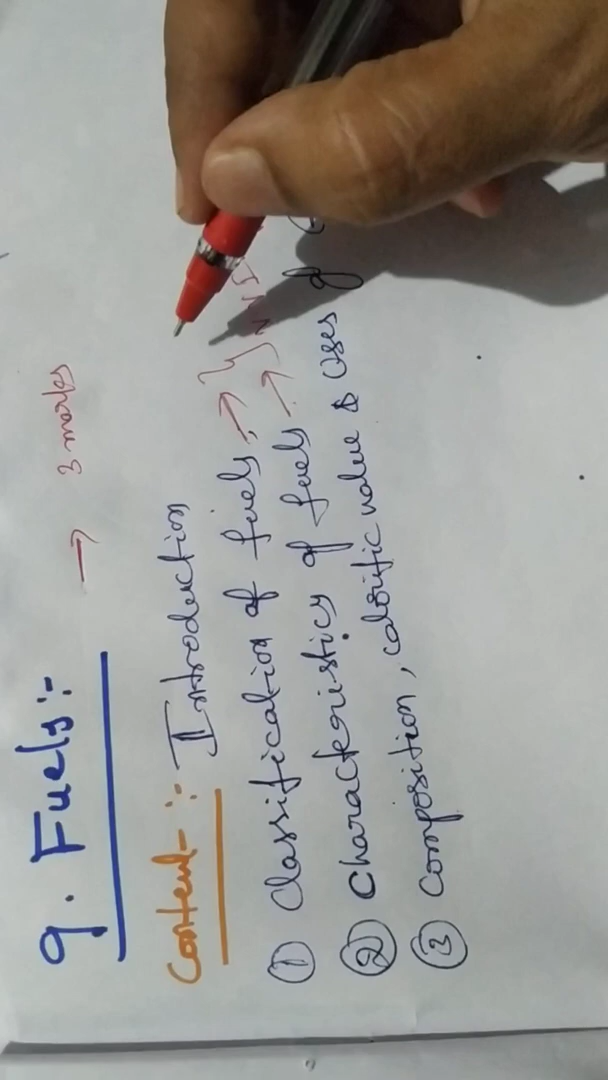 9. Fuels:-
→ 3 marks
Content :- Introduction
① Classification of fuels →
② Characteristics of fuels →
③ Composition, calorific value & Uses of